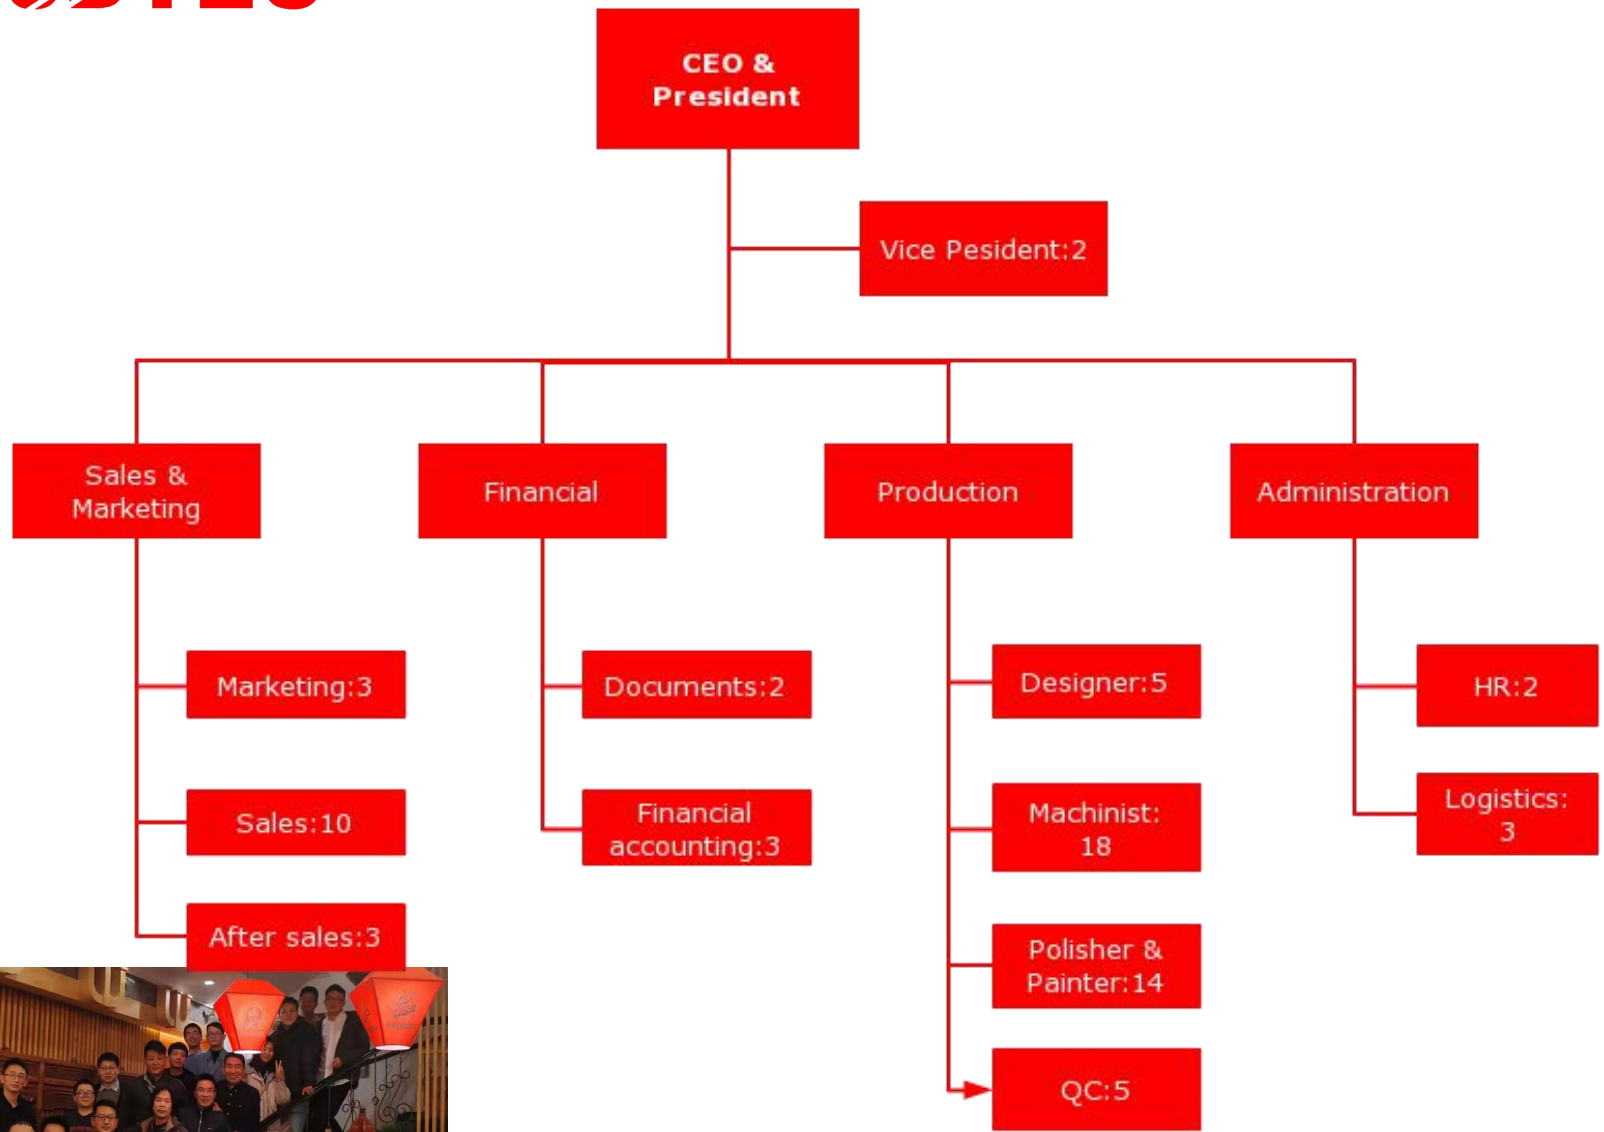 CEO &
President
Vice Pesident:2
Sales &
Marketing
Financial
Production
Administration
Marketing:3
Sales:10
After sales:3
Documents:2
Financial
accounting:3
Designer:5
Machinist:
18
Polisher &
Painter:14
QC:5
HR:2
Logistics:
3